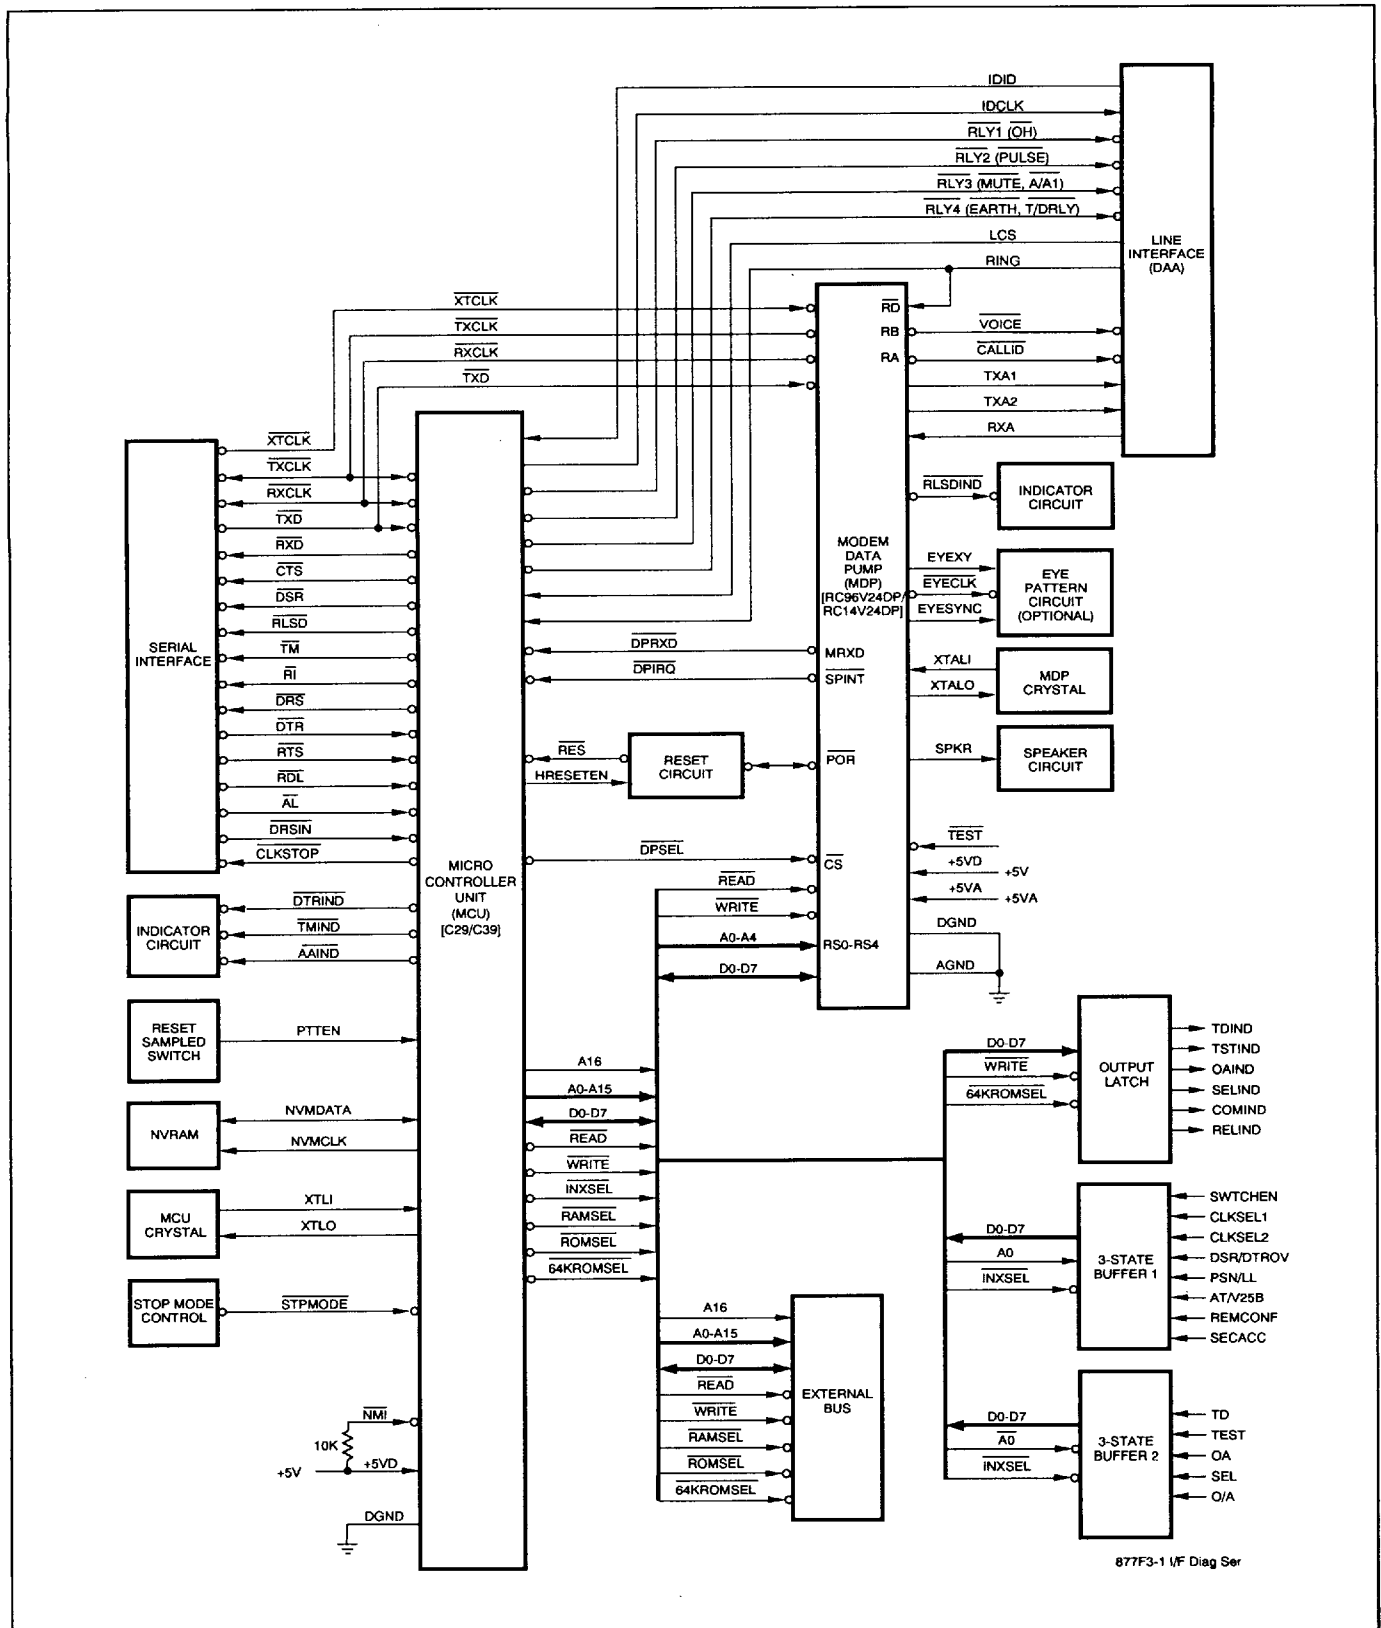 IDID
IDCLK
RLY1 (OH)
RLY2 (PULSE)
RLY3 (MUTE, A/A1)
RLY4 (EARTH, T/DRLY)
LCS
RING
LINE
INTERFACE
(DAA)
XTCLK
TXCLK
RXCLK
TXD
RD
RB
RA
VOICE
CALLID
TXA1
TXA2
RXA
MODEM
DATA
PUMP
(MDP)
[RC96V24DP/
RC14V24DP]
MRXD
SPINT
POR
CS
RS0-RS4
RLSDIND
INDICATOR
CIRCUIT
EYEXY
EYECLK
EYESYNC
EYE
PATTERN
CIRCUIT
(OPTIONAL)
XTALI
XTALO
MDP
CRYSTAL
SPKR
SPEAKER
CIRCUIT
TEST
+5VD
+5V
+5VA
+5VA
DGND
AGND
SERIAL
INTERFACE
XTCLK
TXCLK
RXCLK
TXD
RXD
CTS
DSR
RLSD
TM
RI
DRS
DTR
RTS
RDL
AL
DRSIN
CLKSTOP
MICRO
CONTROLLER
UNIT
(MCU)
[C29/C39]
DPRXD
DPIRQ
RES
HRESETEN
RESET
CIRCUIT
DPSEL
READ
WRITE
A0-A4
D0-D7
INDICATOR
CIRCUIT
DTRIND
TMIND
AAIND
RESET
SAMPLED
SWITCH
PTTEN
NVRAM
NVMDATA
NVMCLK
MCU
CRYSTAL
XTLI
XTLO
STOP MODE
CONTROL
STPMODE
NMI
10K
+5V
+5VD
DGND
A16
A0-A15
D0-D7
READ
WRITE
INXSEL
RAMSEL
ROMSEL
64KROMSEL
A16
A0-A15
D0-D7
READ
WRITE
RAMSEL
ROMSEL
64KROMSEL
EXTERNAL
BUS
D0-D7
WRITE
64KROMSEL
OUTPUT
LATCH
TDIND
TSTIND
OAIND
SELIND
COMIND
RELIND
D0-D7
A0
INXSEL
3-STATE
BUFFER 1
SWTCHEN
CLKSEL1
CLKSEL2
DSR/DTROV
PSN/LL
AT/V25B
REMCONF
SECACC
D0-D7
A0
INXSEL
3-STATE
BUFFER 2
TD
TEST
OA
SEL
O/A
877F3-1 I/F Diag Ser